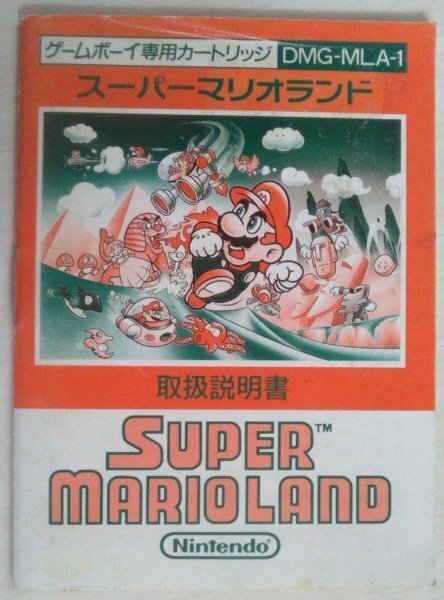 ゲームボーイ専用カートリッジ DMG-MLA-1
スーパーマリオランド
取扱説明書
SUPER™
MARIOLAND
Nintendo